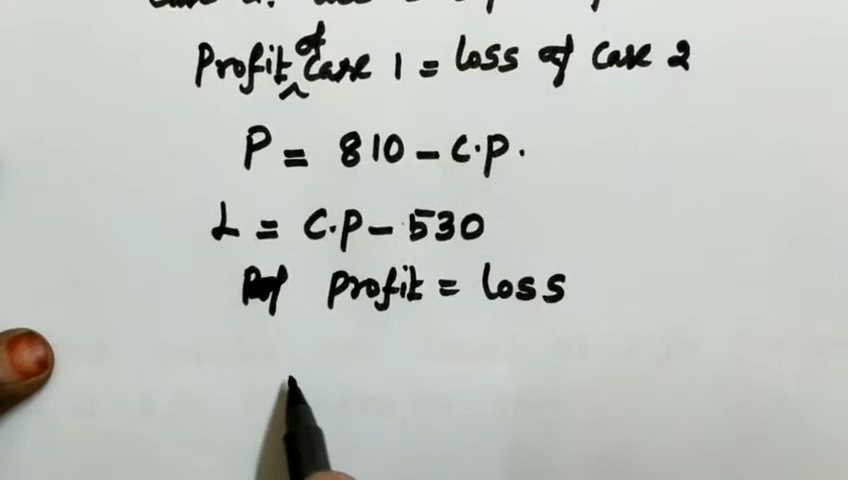 Profit of Case 1 = loss of Case 2
P = 810 - C.P.
L = C.P - 530
Profit = loss